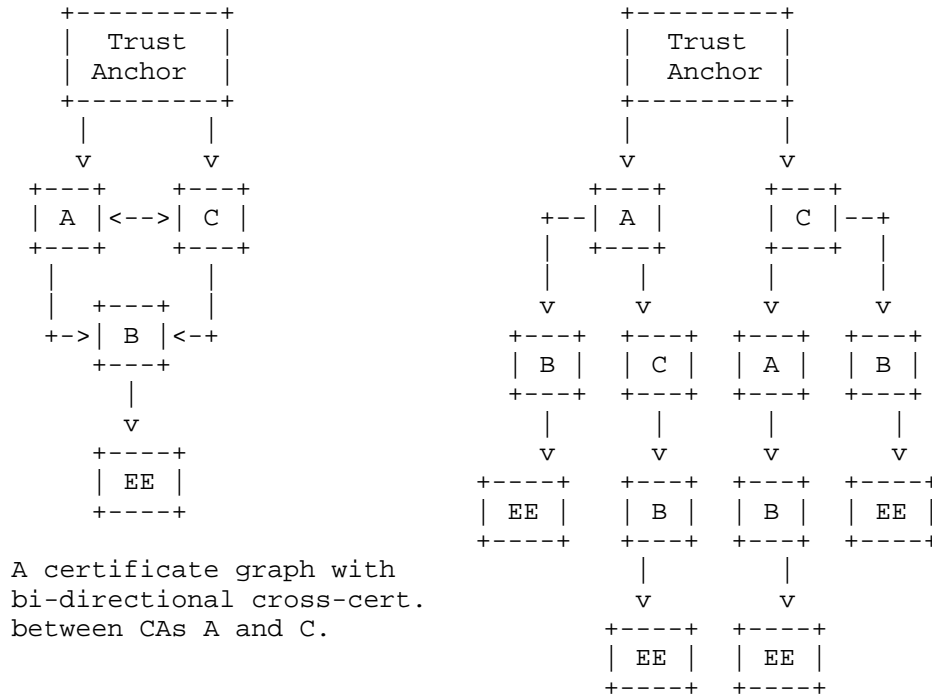 Trust
Anchor
A
C
B
EE
A certificate graph with
bi-directional cross-cert.
between CAs A and C.
Trust
Anchor
A
C
B
C
A
B
EE
B
B
EE
EE
EE